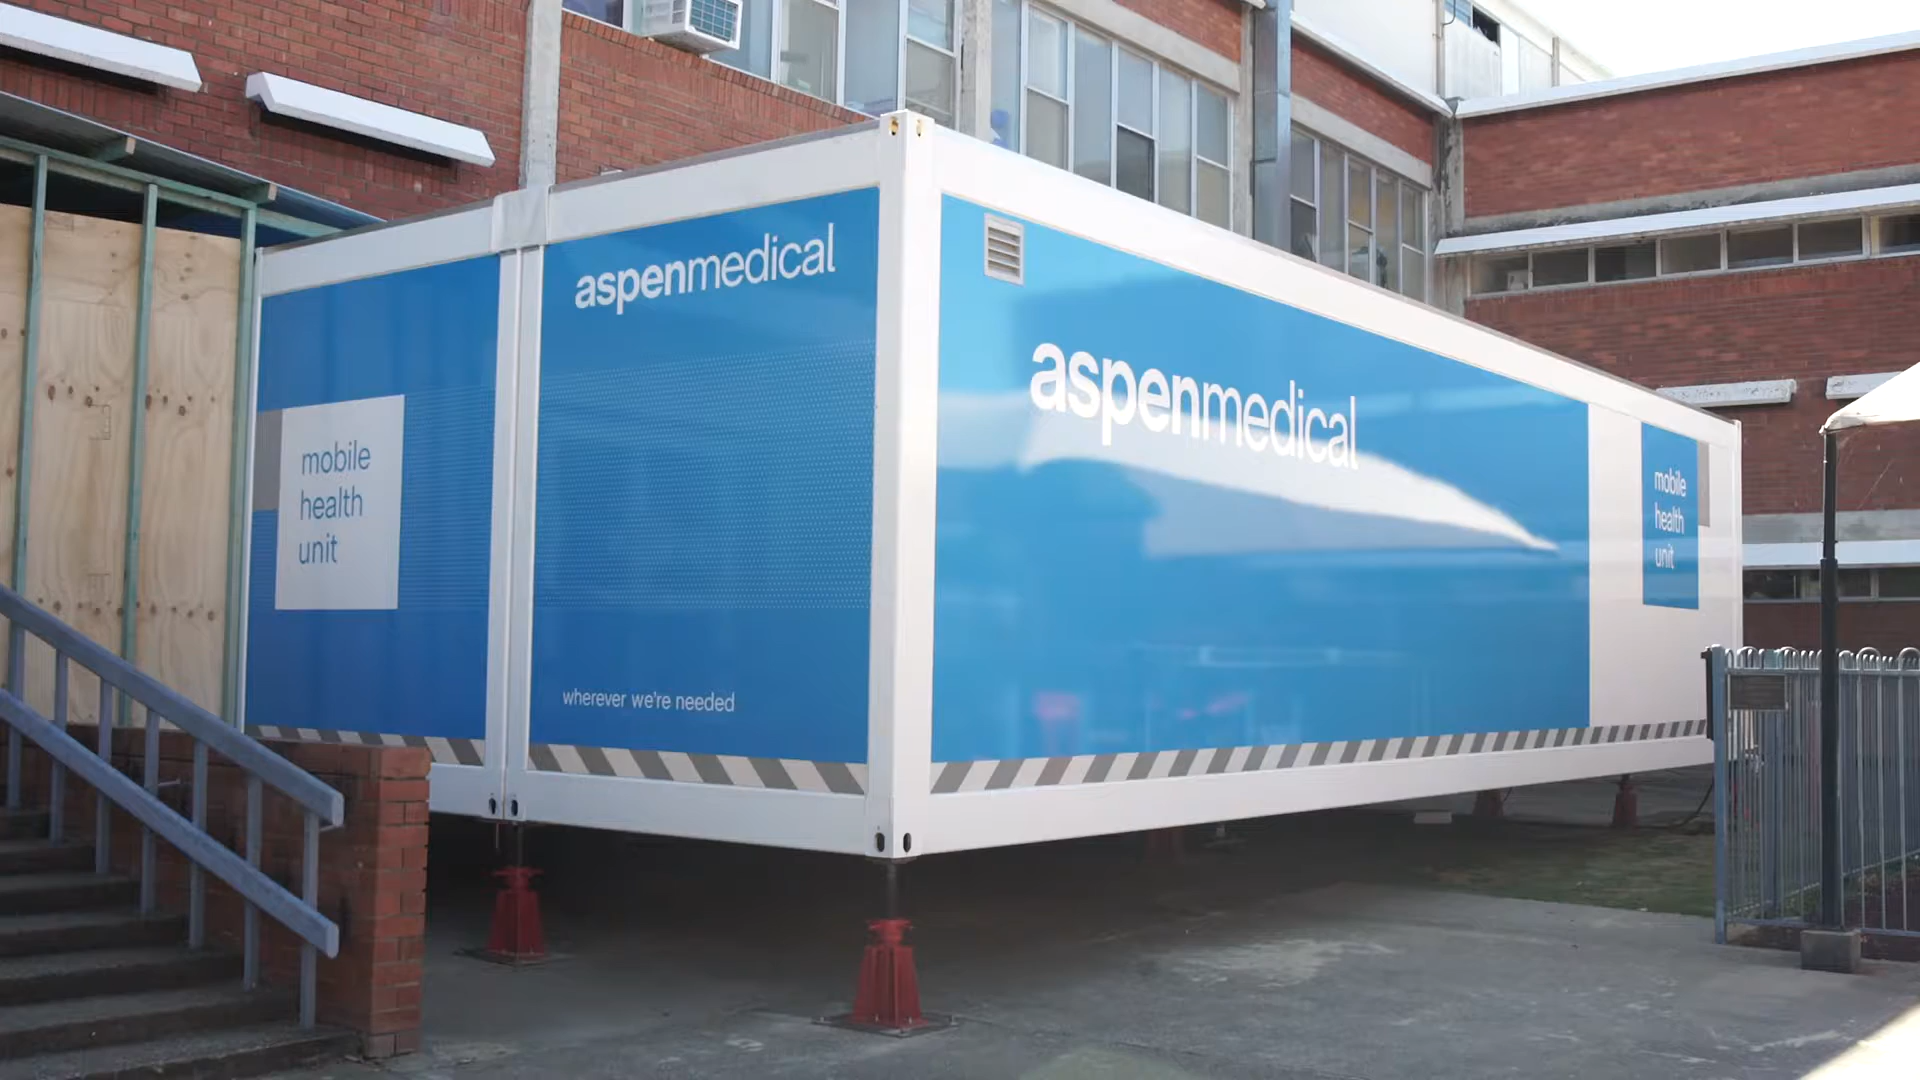 aspenmedical
mobile
health
unit
wherever we're needed
aspenmedical
mobile
health
unit